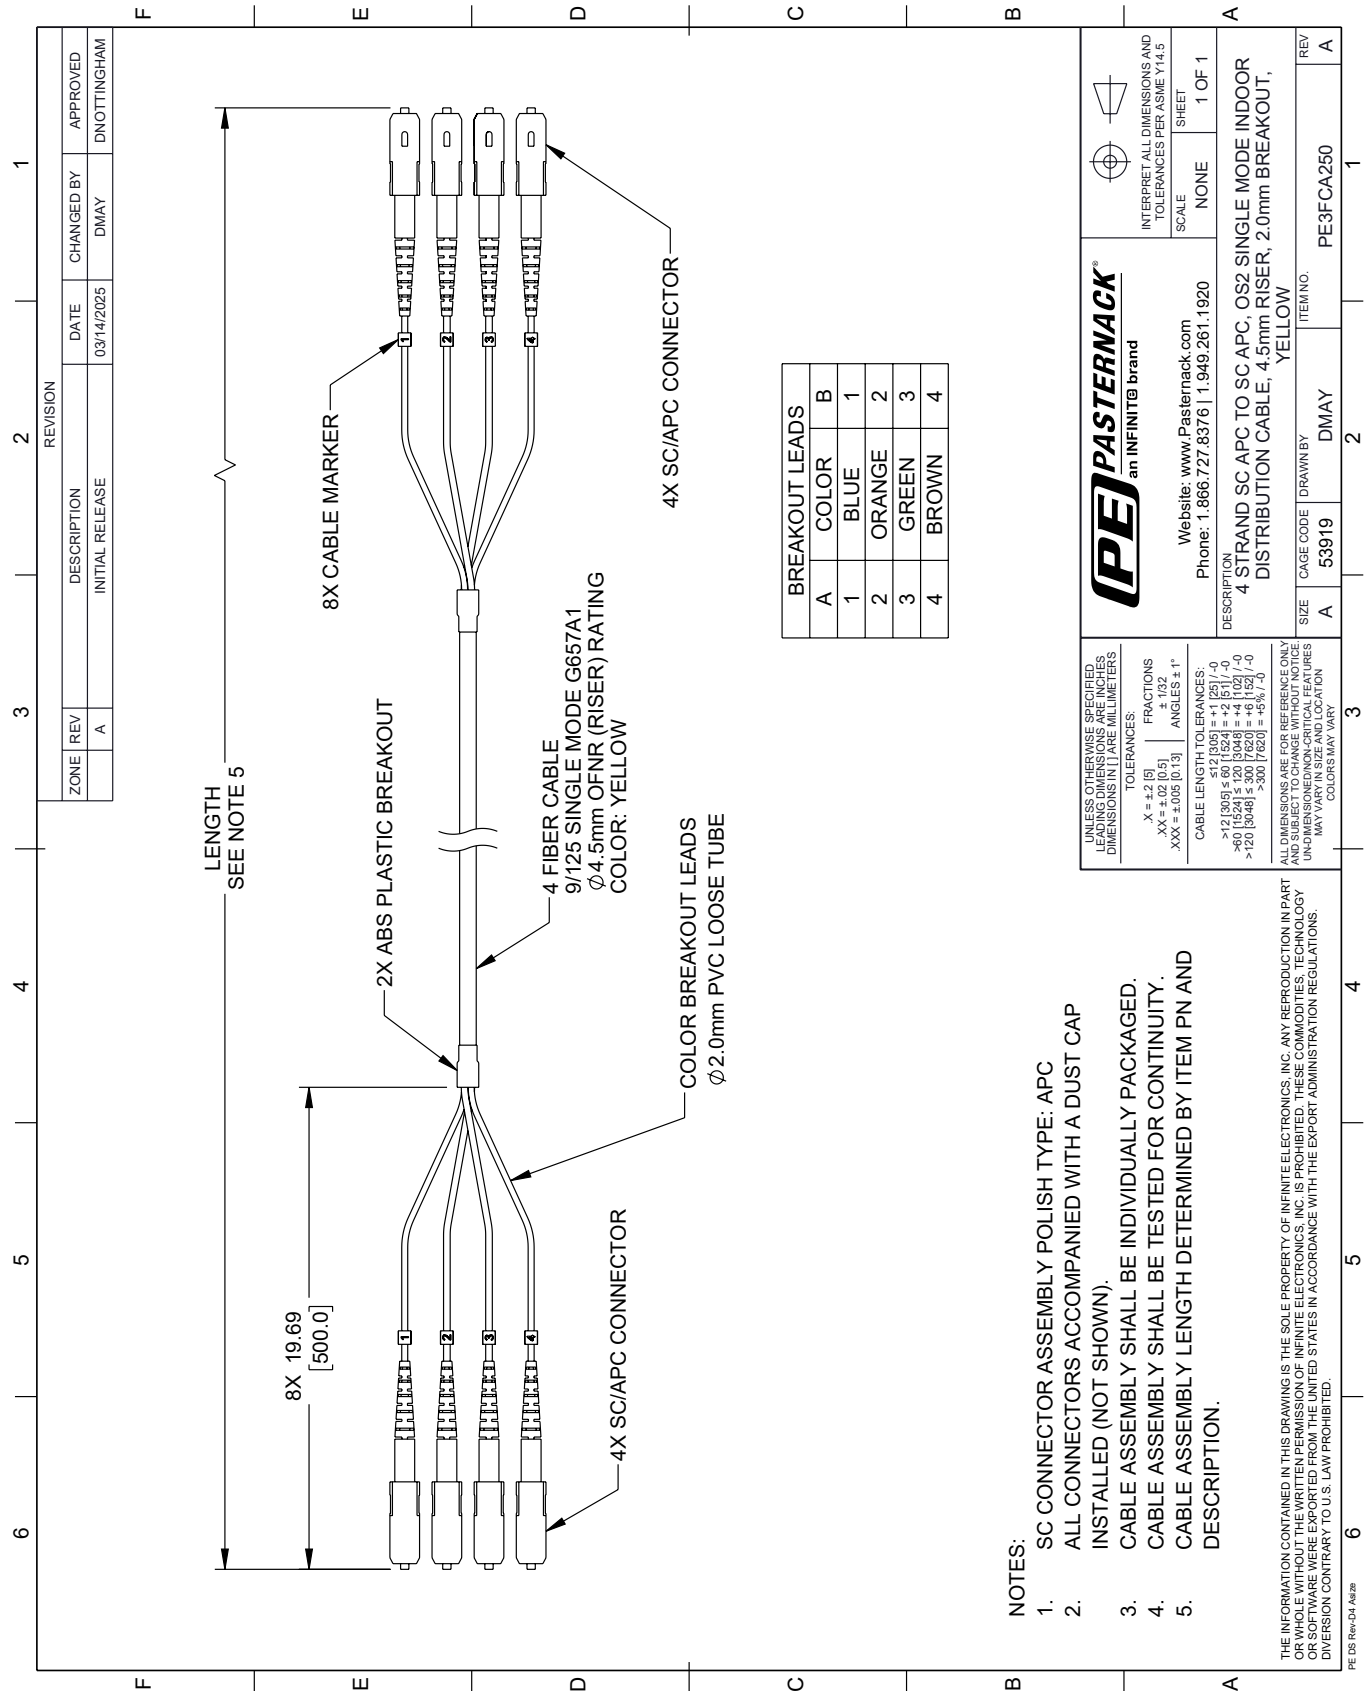 6 5 4 3 2 1
REVISION
ZONE REV DESCRIPTION DATE CHANGED BY APPROVED
A INITIAL RELEASE 03/14/2025 DMAY DNOTTINGHAM
F
E
D
C
B
A
F
E
D
C
B
A
LENGTH
SEE NOTE 5
8X 19.69
[500.0]
2X ABS PLASTIC BREAKOUT
8X CABLE MARKER
1
2
3
4
1
2
3
4
4X SC/APC CONNECTOR
4 FIBER CABLE
9/125 SINGLE MODE G657A1
Ø4.5mm OFNR (RISER) RATING
COLOR: YELLOW
4X SC/APC CONNECTOR
COLOR BREAKOUT LEADS
Ø2.0mm PVC LOOSE TUBE
BREAKOUT LEADS
A COLOR B
1 BLUE 1
2 ORANGE 2
3 GREEN 3
4 BROWN 4
NOTES:
1. SC CONNECTOR ASSEMBLY POLISH TYPE: APC
2. ALL CONNECTORS ACCOMPANIED WITH A DUST CAP
INSTALLED (NOT SHOWN).
3. CABLE ASSEMBLY SHALL BE INDIVIDUALLY PACKAGED.
4. CABLE ASSEMBLY SHALL BE TESTED FOR CONTINUITY.
5. CABLE ASSEMBLY LENGTH DETERMINED BY ITEM PN AND
DESCRIPTION.
THE INFORMATION CONTAINED IN THIS DRAWING IS THE SOLE PROPERTY OF INFINITE ELECTRONICS, INC. ANY REPRODUCTION IN PART
OR WHOLE WITHOUT THE WRITTEN PERMISSION OF INFINITE ELECTRONICS, INC. IS PROHIBITED. THESE COMMODITIES, TECHNOLOGY
OR SOFTWARE WERE EXPORTED FROM THE UNITED STATES IN ACCORDANCE WITH THE EXPORT ADMINISTRATION REGULATIONS.
DIVERSION CONTRARY TO U.S. LAW PROHIBITED.
UNLESS OTHERWISE SPECIFIED
LEADING DIMENSIONS ARE INCHES
DIMENSIONS IN [ ] ARE MILLIMETERS
TOLERANCES:
.X = ±.2 [5] FRACTIONS
.XX = ±.02 [0.5] ± 1/32
.XXX = ±.005 [0.13] ANGLES ± 1°
CABLE LENGTH TOLERANCES:
≤12 [305] = +1 [25] / -0
>12 [305] ≤ 60 [1524] = +2 [51] / -0
>60 [1524] ≤ 120 [3048] = +4 [102] / -0
>120 [3048] ≤ 300 [7620] = +6 [152] / -0
>300 [7620] = +5% / -0
ALL DIMENSIONS ARE FOR REFERENCE ONLY
AND SUBJECT TO CHANGE WITHOUT NOTICE.
UN-DIMENSIONED/NON-CRITICAL FEATURES
MAY VARY IN SIZE AND LOCATION
COLORS MAY VARY
PE PASTERNACK®
an INFINIT@ brand
Website: www.Pasternack.com
Phone: 1.866.727.8376 | 1.949.261.1920
INTERPRET ALL DIMENSIONS AND
TOLERANCES PER ASME Y14.5
SCALE NONE
SHEET 1 OF 1
DESCRIPTION
4 STRAND SC APC TO SC APC, OS2 SINGLE MODE INDOOR
DISTRIBUTION CABLE, 4.5mm RISER, 2.0mm BREAKOUT,
YELLOW
SIZE A
CAGE CODE 53919
DRAWN BY DMAY
ITEM NO. PE3FCA250
REV A
6 5 4 3 2 1
PE DS Rev-D4 Asize